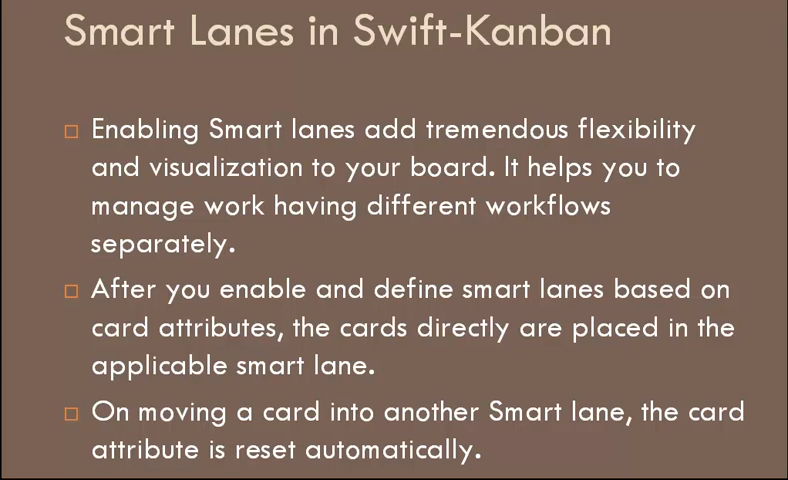 Smart Lanes in Swift-Kanban
Enabling Smart lanes add tremendous flexibility
and visualization to your board. It helps you to
manage work having different workflows
separately.
After you enable and define smart lanes based on
card attributes, the cards directly are placed in the
applicable smart lane.
On moving a card into another Smart lane, the card
attribute is reset automatically.